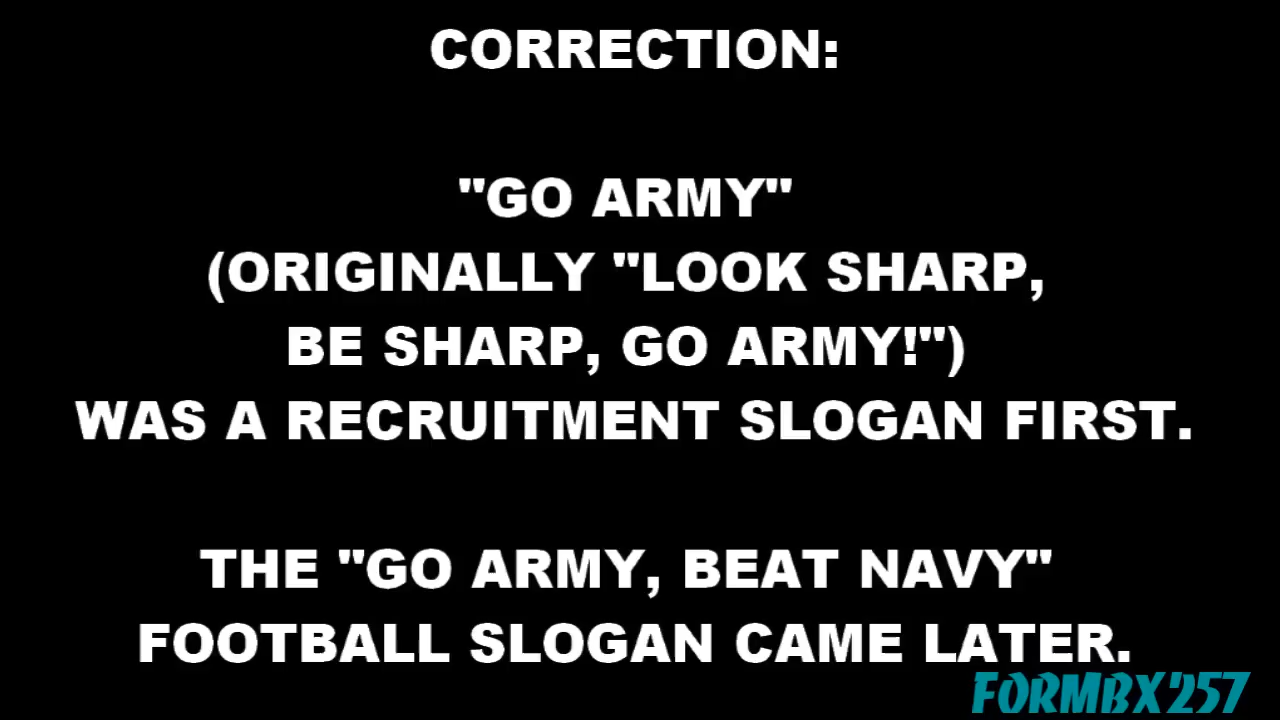 CORRECTION:
"GO ARMY"
(ORIGINALLY "LOOK SHARP,
BE SHARP, GO ARMY!")
WAS A RECRUITMENT SLOGAN FIRST.
THE "GO ARMY, BEAT NAVY"
FOOTBALL SLOGAN CAME LATER.
FORMBX257